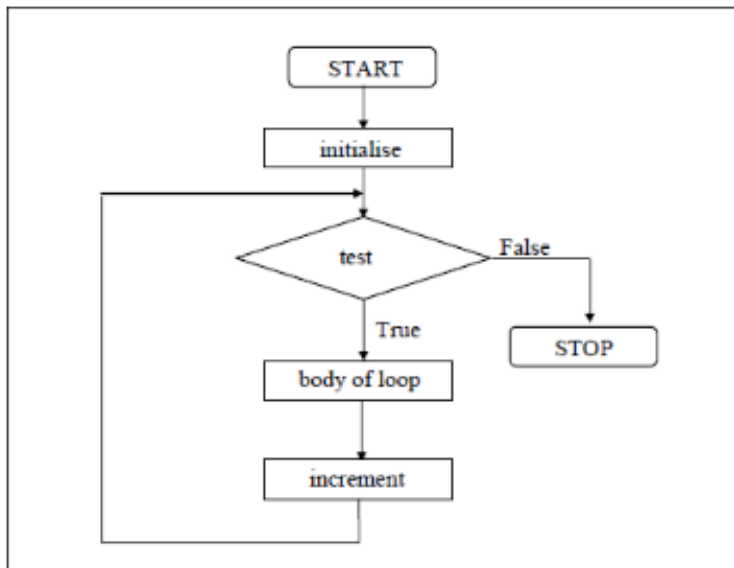 START
initialise
test
False
True
STOP
body of loop
increment